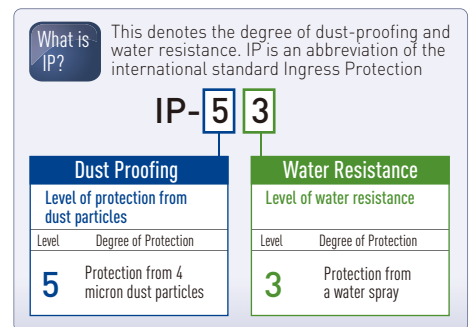 What is
IP?
This denotes the degree of dust-proofing and
water resistance. IP is an abbreviation of the
international standard Ingress Protection
IP- 5 3
Dust Proofing
Level of protection from
dust particles
Level Degree of Protection
5 Protection from 4
micron dust particles
Water Resistance
Level of water resistance
Level Degree of Protection
3 Protection from
a water spray